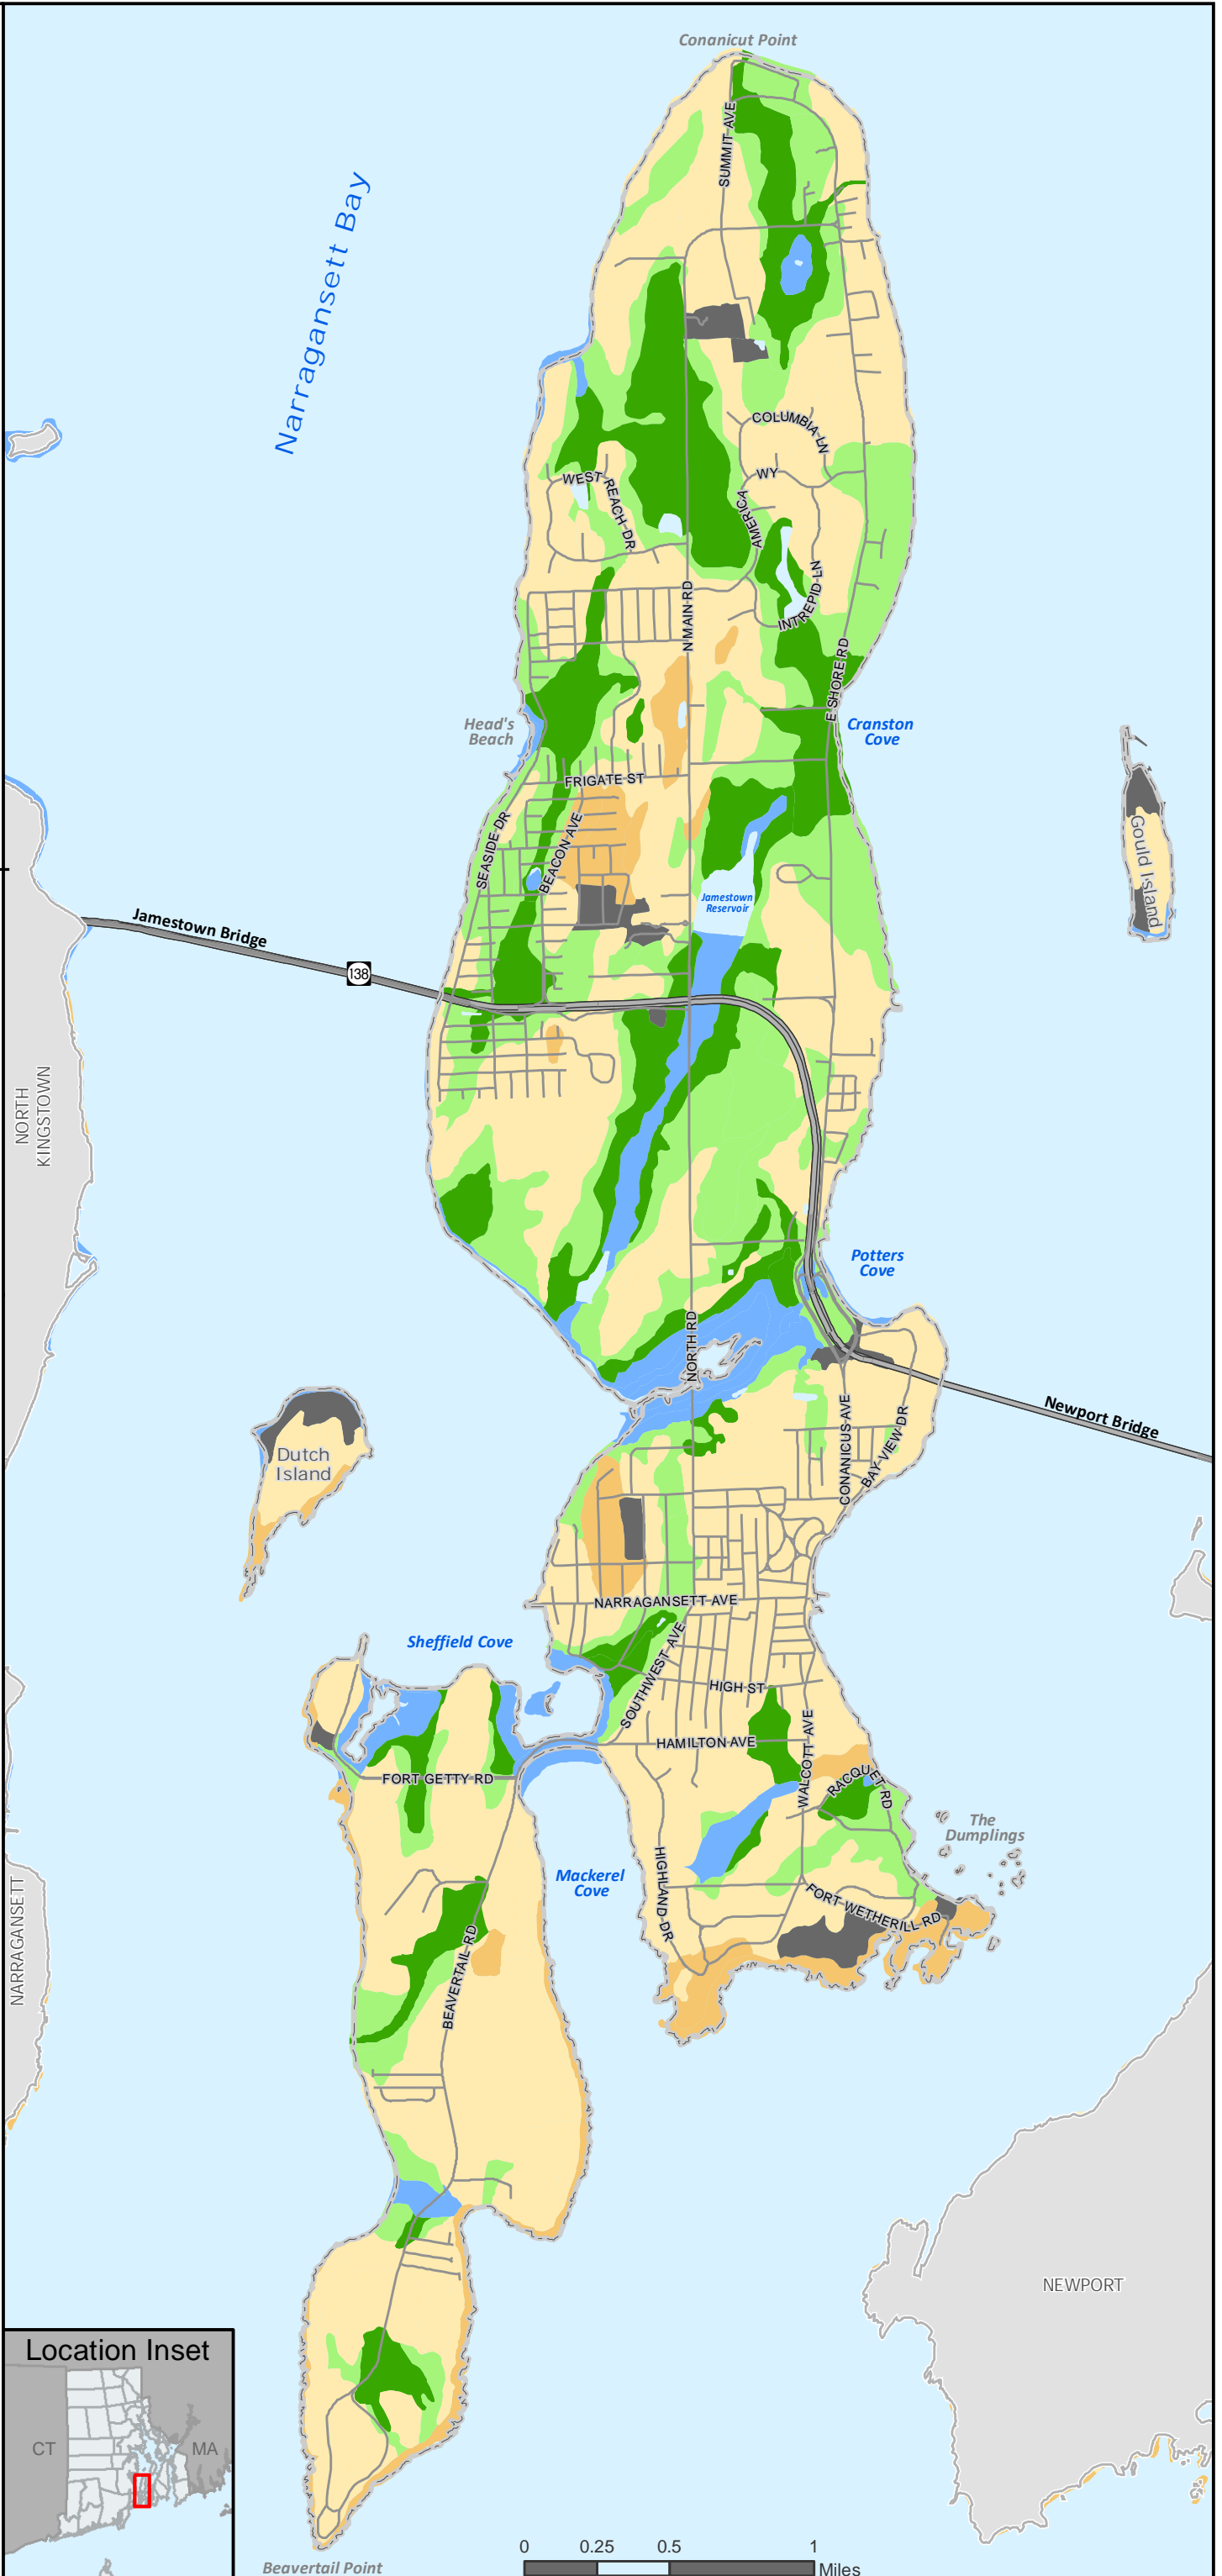 Conanicut Point
SUMMIT AVE
Narragansett Bay
COLUMBIA LN
WEST REACH DR
AMERICA WY
INTREPID LN
N MAIN RD
E SHORE RD
Head's
Beach
Cranston
Cove
FRIGATE ST
SEASIDE DR
BEACON AVE
Gould Island
Jamestown
Reservoir
Jamestown Bridge
138
NORTH
KINGSTOWN
Potters
Cove
NORTH RD
Newport Bridge
CONANICUS AVE
BAY VIEW DR
Dutch
Island
NARRAGANSETT AVE
Sheffield Cove
SOUTHWEST AVE
HIGH ST
HAMILTON AVE
WALCOTT AVE
FORT GETTY RD
RACQUET RD
The
Dumplings
HIGHLAND DR
Mackerel
Cove
FORT WETHERILL RD
NARRAGANSETT
BEAVERTAIL RD
NEWPORT
Location Inset
CT
MA
Beavertail Point
0 0.25 0.5 1
Miles